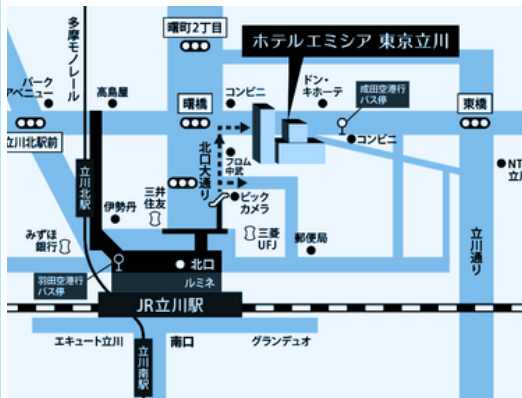 多摩モノレール
曙町2丁目
ホテルエミシア 東京立川
パーク
アベニュー
高島屋
コンビニ
ドン・
キホーテ
成田空港行
バス停
立川北駅前
曙橋
東橋
コンビニ
北口大通り
フロム
中武
NT
立川
立川北駅
伊勢丹
三井
住友
ビック
カメラ
みずほ
銀行
三菱
UFJ
郵便局
立川通り
羽田空港行
バス停
北口
ルミネ
JR立川駅
エキュート立川
南口
グランデュオ
立川南駅